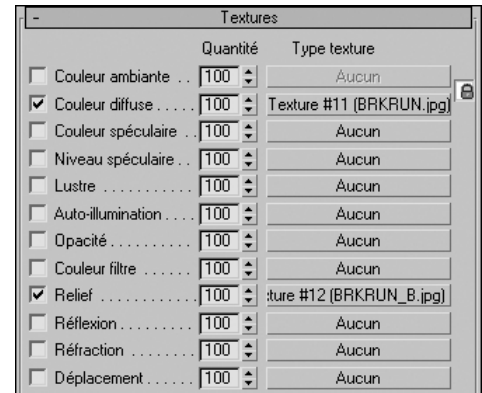 - Textures
Quantité Type texture
Couleur ambiante . . 100 Aucun
Couleur diffuse . . . . . 100 Texture #11 (BRKRUN.jpg)
Couleur spéculaire . 100 Aucun
Niveau spéculaire . . 100 Aucun
Lustre . . . . . . . . . . . 100 Aucun
Auto-illumination . . . . 100 Aucun
Opacité . . . . . . . . . . 100 Aucun
Couleur filtre . . . . . . 100 Aucun
Relief . . . . . . . . . . . . 100 :ture #12 (BRKRUN_B.jpg)
Réflexion . . . . . . . . . 100 Aucun
Réfraction . . . . . . . . 100 Aucun
Déplacement . . . . . . 100 Aucun